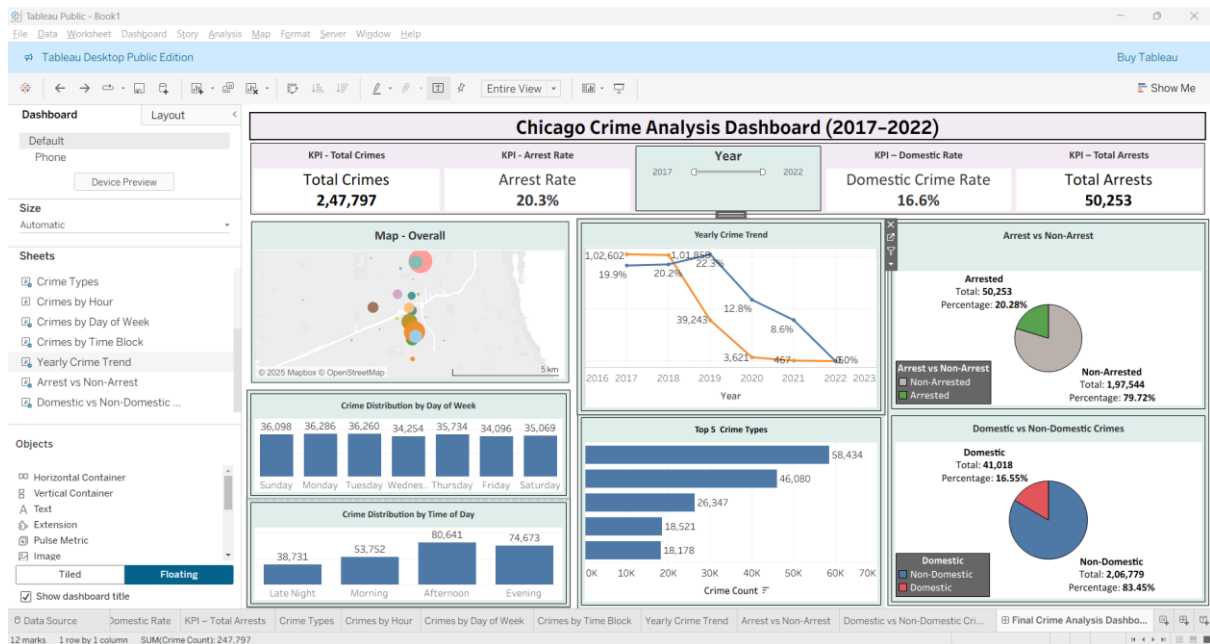 Tableau Public - Book1
File Data Worksheet Dashboard Story Analysis Map Format Server Window Help
Tableau Desktop Public Edition
Buy Tableau
Entire View
Show Me
Dashboard Layout
Default
Phone
Device Preview
Size
Automatic
Sheets
Crime Types
Crimes by Hour
Crimes by Day of Week
Crimes by Time Block
Yearly Crime Trend
Arrest vs Non-Arrest
Domestic vs Non-Domestic ...
Objects
Horizontal Container
Vertical Container
Text
Extension
Pulse Metric
Image
Tiled Floating
Show dashboard title
Chicago Crime Analysis Dashboard (2017–2022)
KPI - Total Crimes
Total Crimes
2,47,797
KPI - Arrest Rate
Arrest Rate
20.3%
Year
2017 2022
KPI – Domestic Rate
Domestic Crime Rate
16.6%
KPI – Total Arrests
Total Arrests
50,253
Map - Overall
© 2025 Mapbox © OpenStreetMap
5 km
Yearly Crime Trend
1,02,602 1,01,858
19.9% 20.2% 22.3%
39,243 12.8%
3,621 8.6%
467
2016 2017 2018 2019 2020 2021 2022 2023
Year
Arrest vs Non-Arrest
Arrested
Total: 50,253
Percentage: 20.28%
Arrest vs Non-Arrest
Non-Arrested
Arrested
Non-Arrested
Total: 1,97,544
Percentage: 79.72%
Crime Distribution by Day of Week
36,098 36,286 36,260 34,254 35,734 34,096 35,069
Sunday Monday Tuesday Wednes.. Thursday Friday Saturday
Top 5 Crime Types
58,434
46,080
26,347
18,521
18,178
0K 10K 20K 30K 40K 50K 60K 70K
Crime Count
Domestic vs Non-Domestic Crimes
Domestic
Total: 41,018
Percentage: 16.55%
Domestic
Non-Domestic
Domestic
Non-Domestic
Total: 2,06,779
Percentage: 83.45%
Crime Distribution by Time of Day
38,731 53,752 80,641 74,673
Late Night Morning Afternoon Evening
Data Source Domestic Rate KPI – Total Arrests Crime Types Crimes by Hour Crimes by Day of Week Crimes by Time Block Yearly Crime Trend Arrest vs Non-Arrest Domestic vs Non-Domestic Cri... Final Crime Analysis Dashbo...
12 marks 1 row by 1 column SUM(Crime Count): 247,797